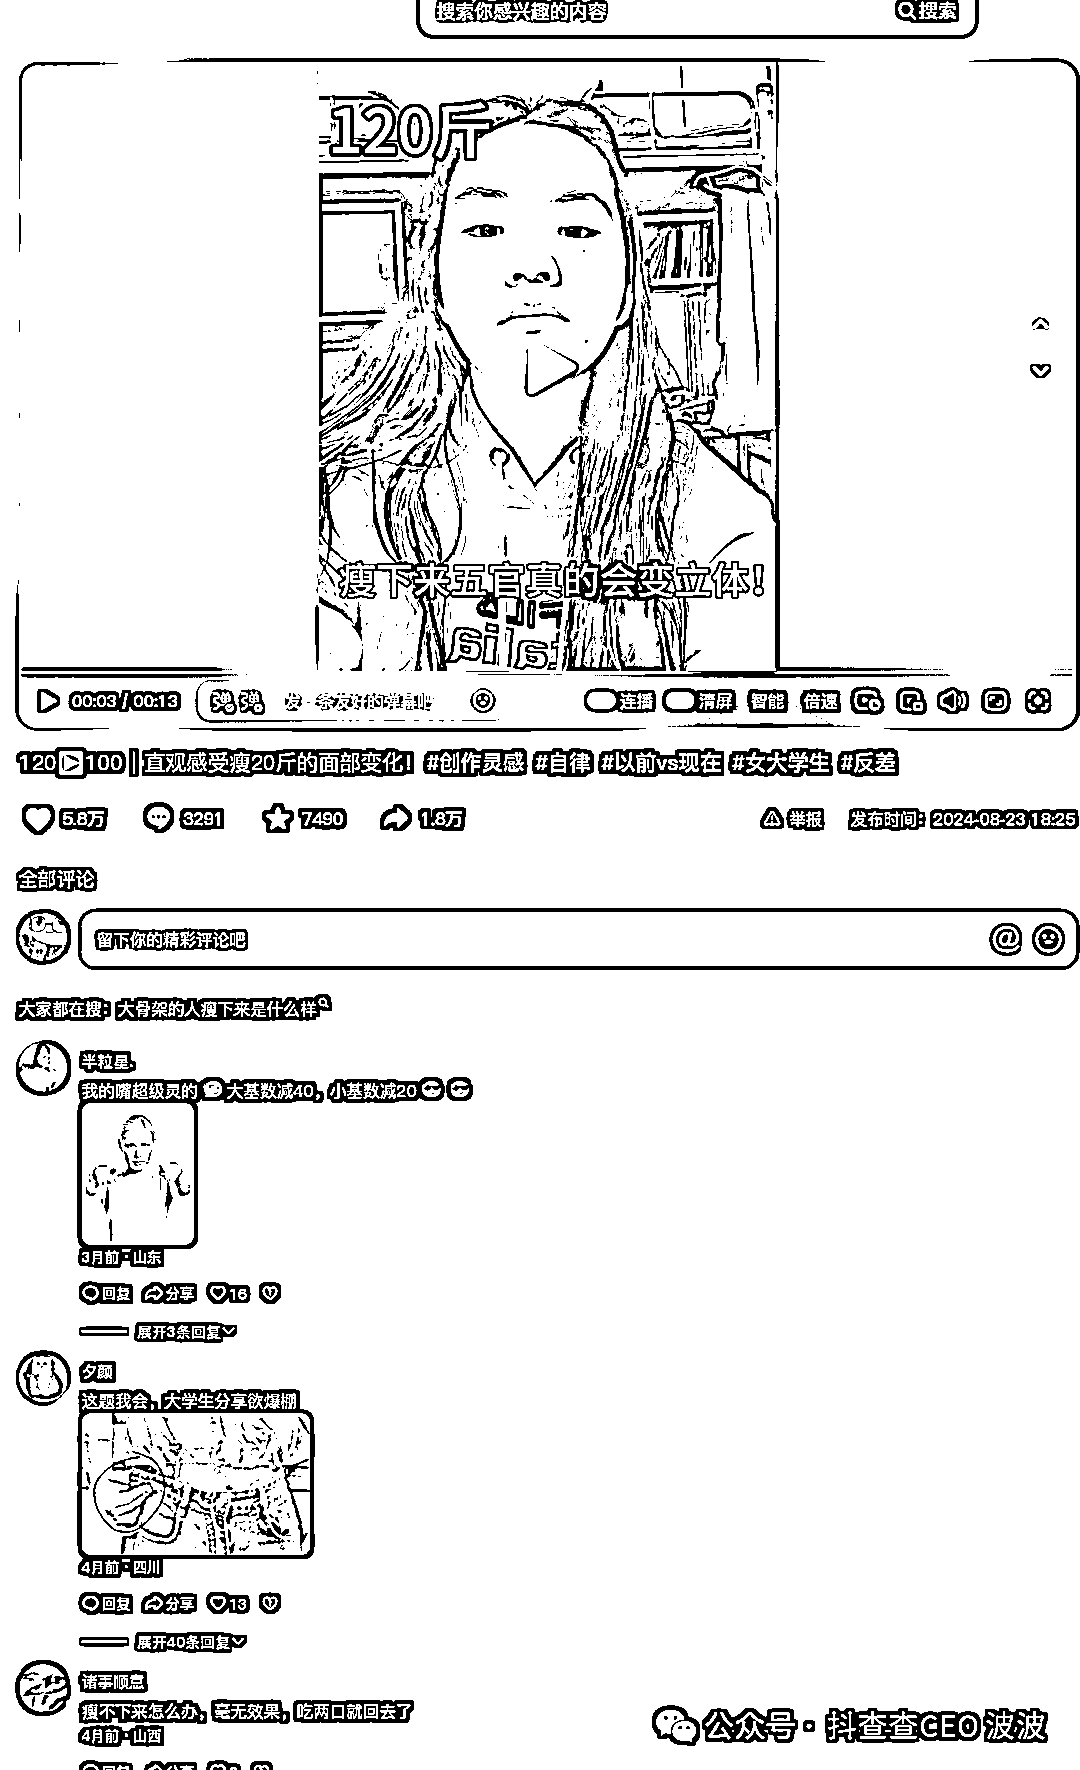 搜索你感兴趣的内容
搜索
120斤
瘦下来五官真的会变立体！
00:03 / 00:13
发一条友好的弹幕吧
连播
清屏
智能
倍速
120▶100｜直观感受瘦20斤的面部变化！ #创作灵感 #自律 #以前vs现在 #女大学生 #反差
5.8万
3291
7490
1.8万
举报
发布时间：2024-08-23 18:25
全部评论
留下你的精彩评论吧
@
大家都在搜：大骨架的人瘦下来是什么样
半粒星.
我的嘴超级灵的 大基数减40，小基数减20
3月前·山东
回复 分享 16
展开3条回复
夕颜
这题我会，大学生分享欲爆棚
4月前·四川
回复 分享 13
展开40条回复
诸事顺意
瘦不下来怎么办，毫无效果，吃两口就回去了
4月前·山西
公众号·抖查查CEO 波波